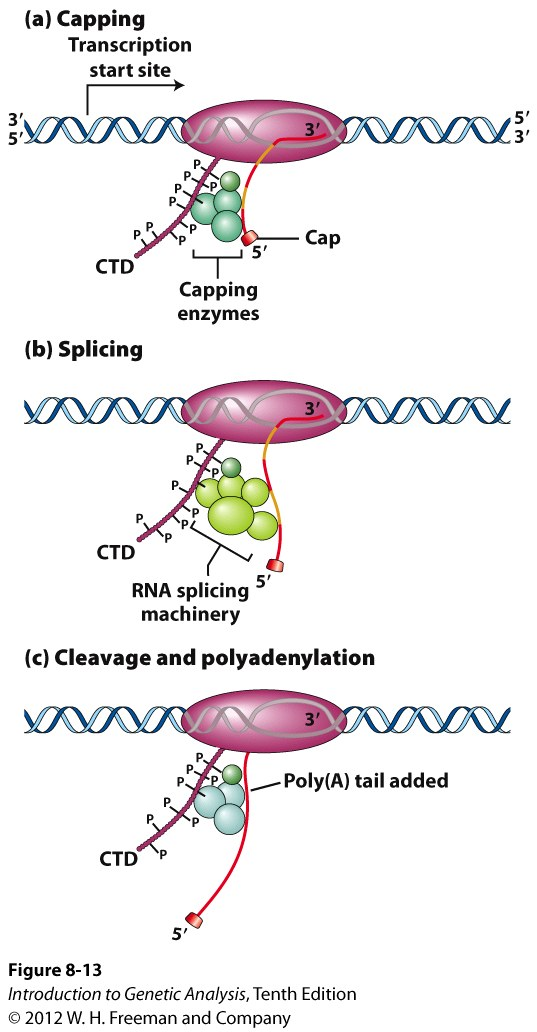 (a) Capping
Transcription
start site
3′
5′
3′
5′
3′
P
P
P
P
P
P
P
P
P
P
CTD
5′
Cap
Capping
enzymes
(b) Splicing
3′
P
P
P
P
P
P
P
P
P
CTD
5′
RNA splicing
machinery
(c) Cleavage and polyadenylation
3′
P
P
P
P
P
P
P
P
P
Poly(A) tail added
CTD
5′
Figure 8-13
Introduction to Genetic Analysis, Tenth Edition
© 2012 W. H. Freeman and Company